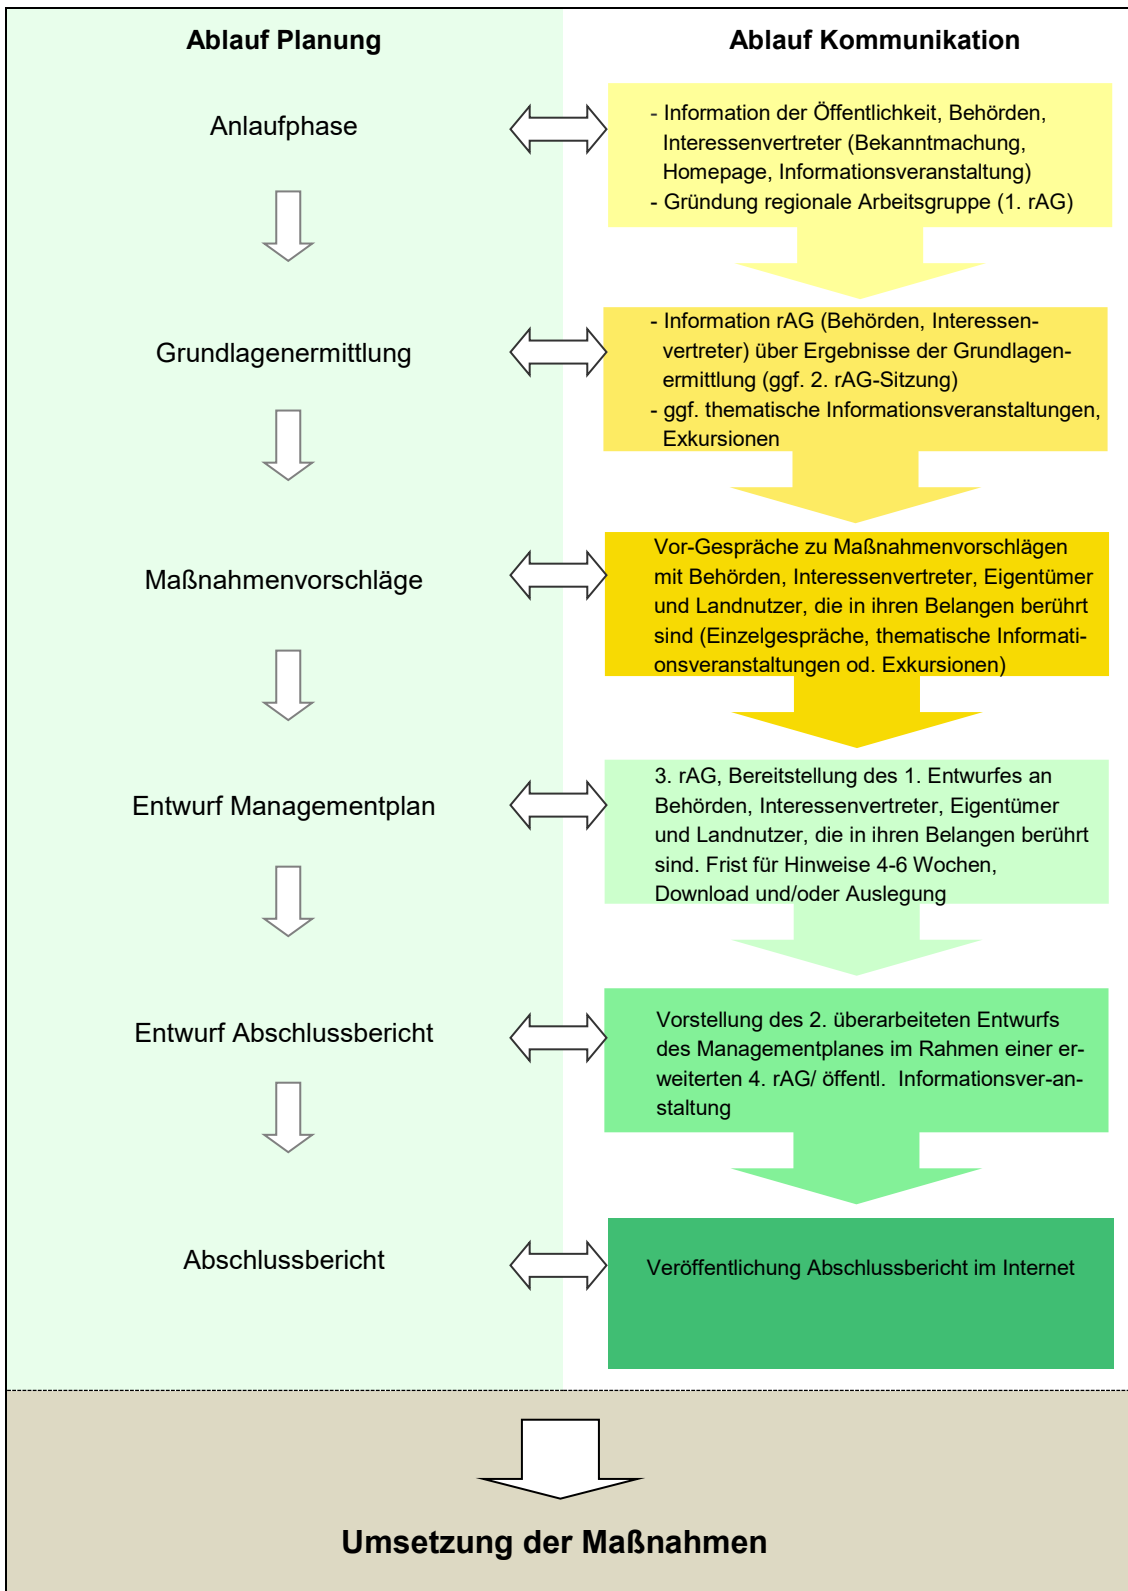 Ablauf Planung
Ablauf Kommunikation
Anlaufphase
- Information der Öffentlichkeit, Behörden,
Interessenvertreter (Bekanntmachung,
Homepage, Informationsveranstaltung)
- Gründung regionale Arbeitsgruppe (1. rAG)
Grundlagenermittlung
- Information rAG (Behörden, Interessen-
vertreter) über Ergebnisse der Grundlagen-
ermittlung (ggf. 2. rAG-Sitzung)
- ggf. thematische Informationsveranstaltungen,
Exkursionen
Maßnahmenvorschläge
Vor-Gespräche zu Maßnahmenvorschlägen
mit Behörden, Interessenvertreter, Eigentümer
und Landnutzer, die in ihren Belangen berührt
sind (Einzelgespräche, thematische Informati-
onsveranstaltungen od. Exkursionen)
Entwurf Managementplan
3. rAG, Bereitstellung des 1. Entwurfes an
Behörden, Interessenvertreter, Eigentümer
und Landnutzer, die in ihren Belangen berührt
sind. Frist für Hinweise 4-6 Wochen,
Download und/oder Auslegung
Entwurf Abschlussbericht
Vorstellung des 2. überarbeiteten Entwurfs
des Managementplanes im Rahmen einer er-
weiterten 4. rAG/ öffentl. Informationsver-an-
staltung
Abschlussbericht
Veröffentlichung Abschlussbericht im Internet
Umsetzung der Maßnahmen